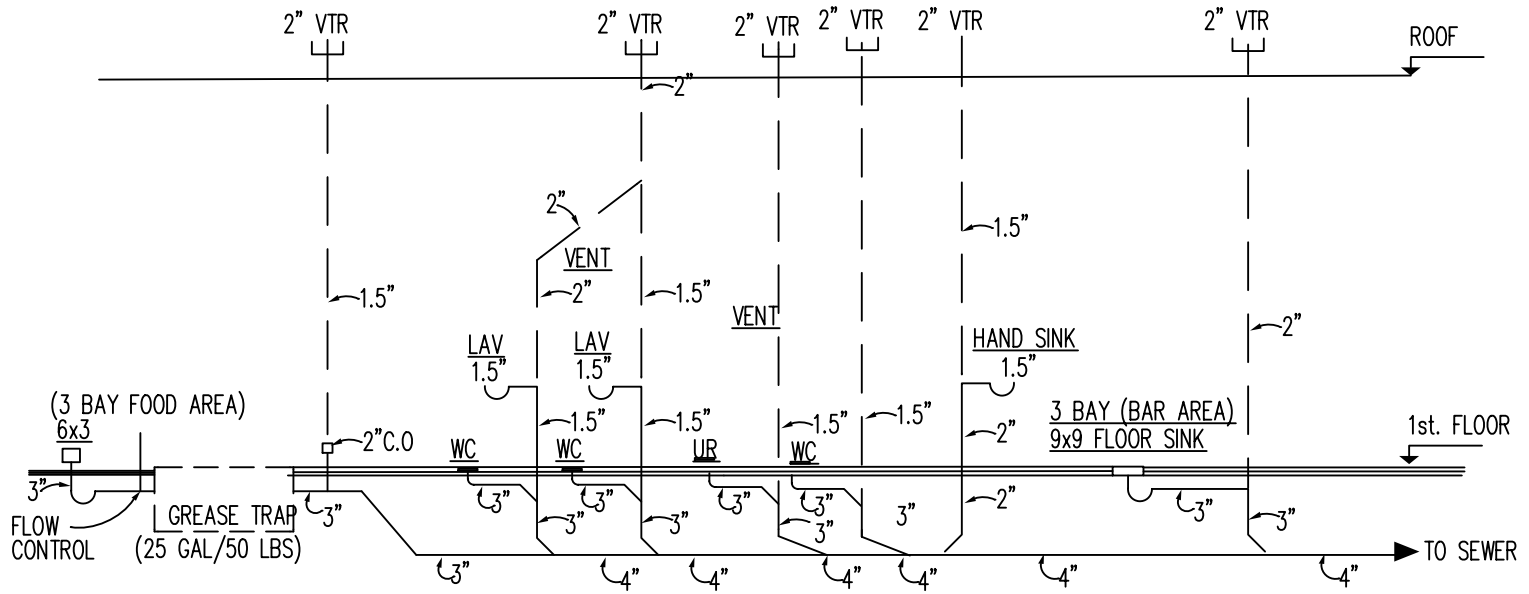 2” VTR
2” VTR
2” VTR
2” VTR
2” VTR
2” VTR
ROOF
2”
2”
1.5”
VENT
1.5”
2”
1.5”
VENT
2”
LAV
1.5”
LAV
1.5”
HAND SINK
1.5”
(3 BAY FOOD AREA)
6x3
2”C.O
1.5”
1.5”
1.5”
1.5”
2”
3 BAY (BAR AREA)
9x9 FLOOR SINK
1st. FLOOR
WC
WC
UR
WC
3”
3”
3”
3”
3”
3”
3”
2”
3”
FLOW
CONTROL
GREASE TRAP
(25 GAL/50 LBS)
3”
3”
3”
3”
TO SEWER
3”
4”
4”
4”
4”
4”
4”